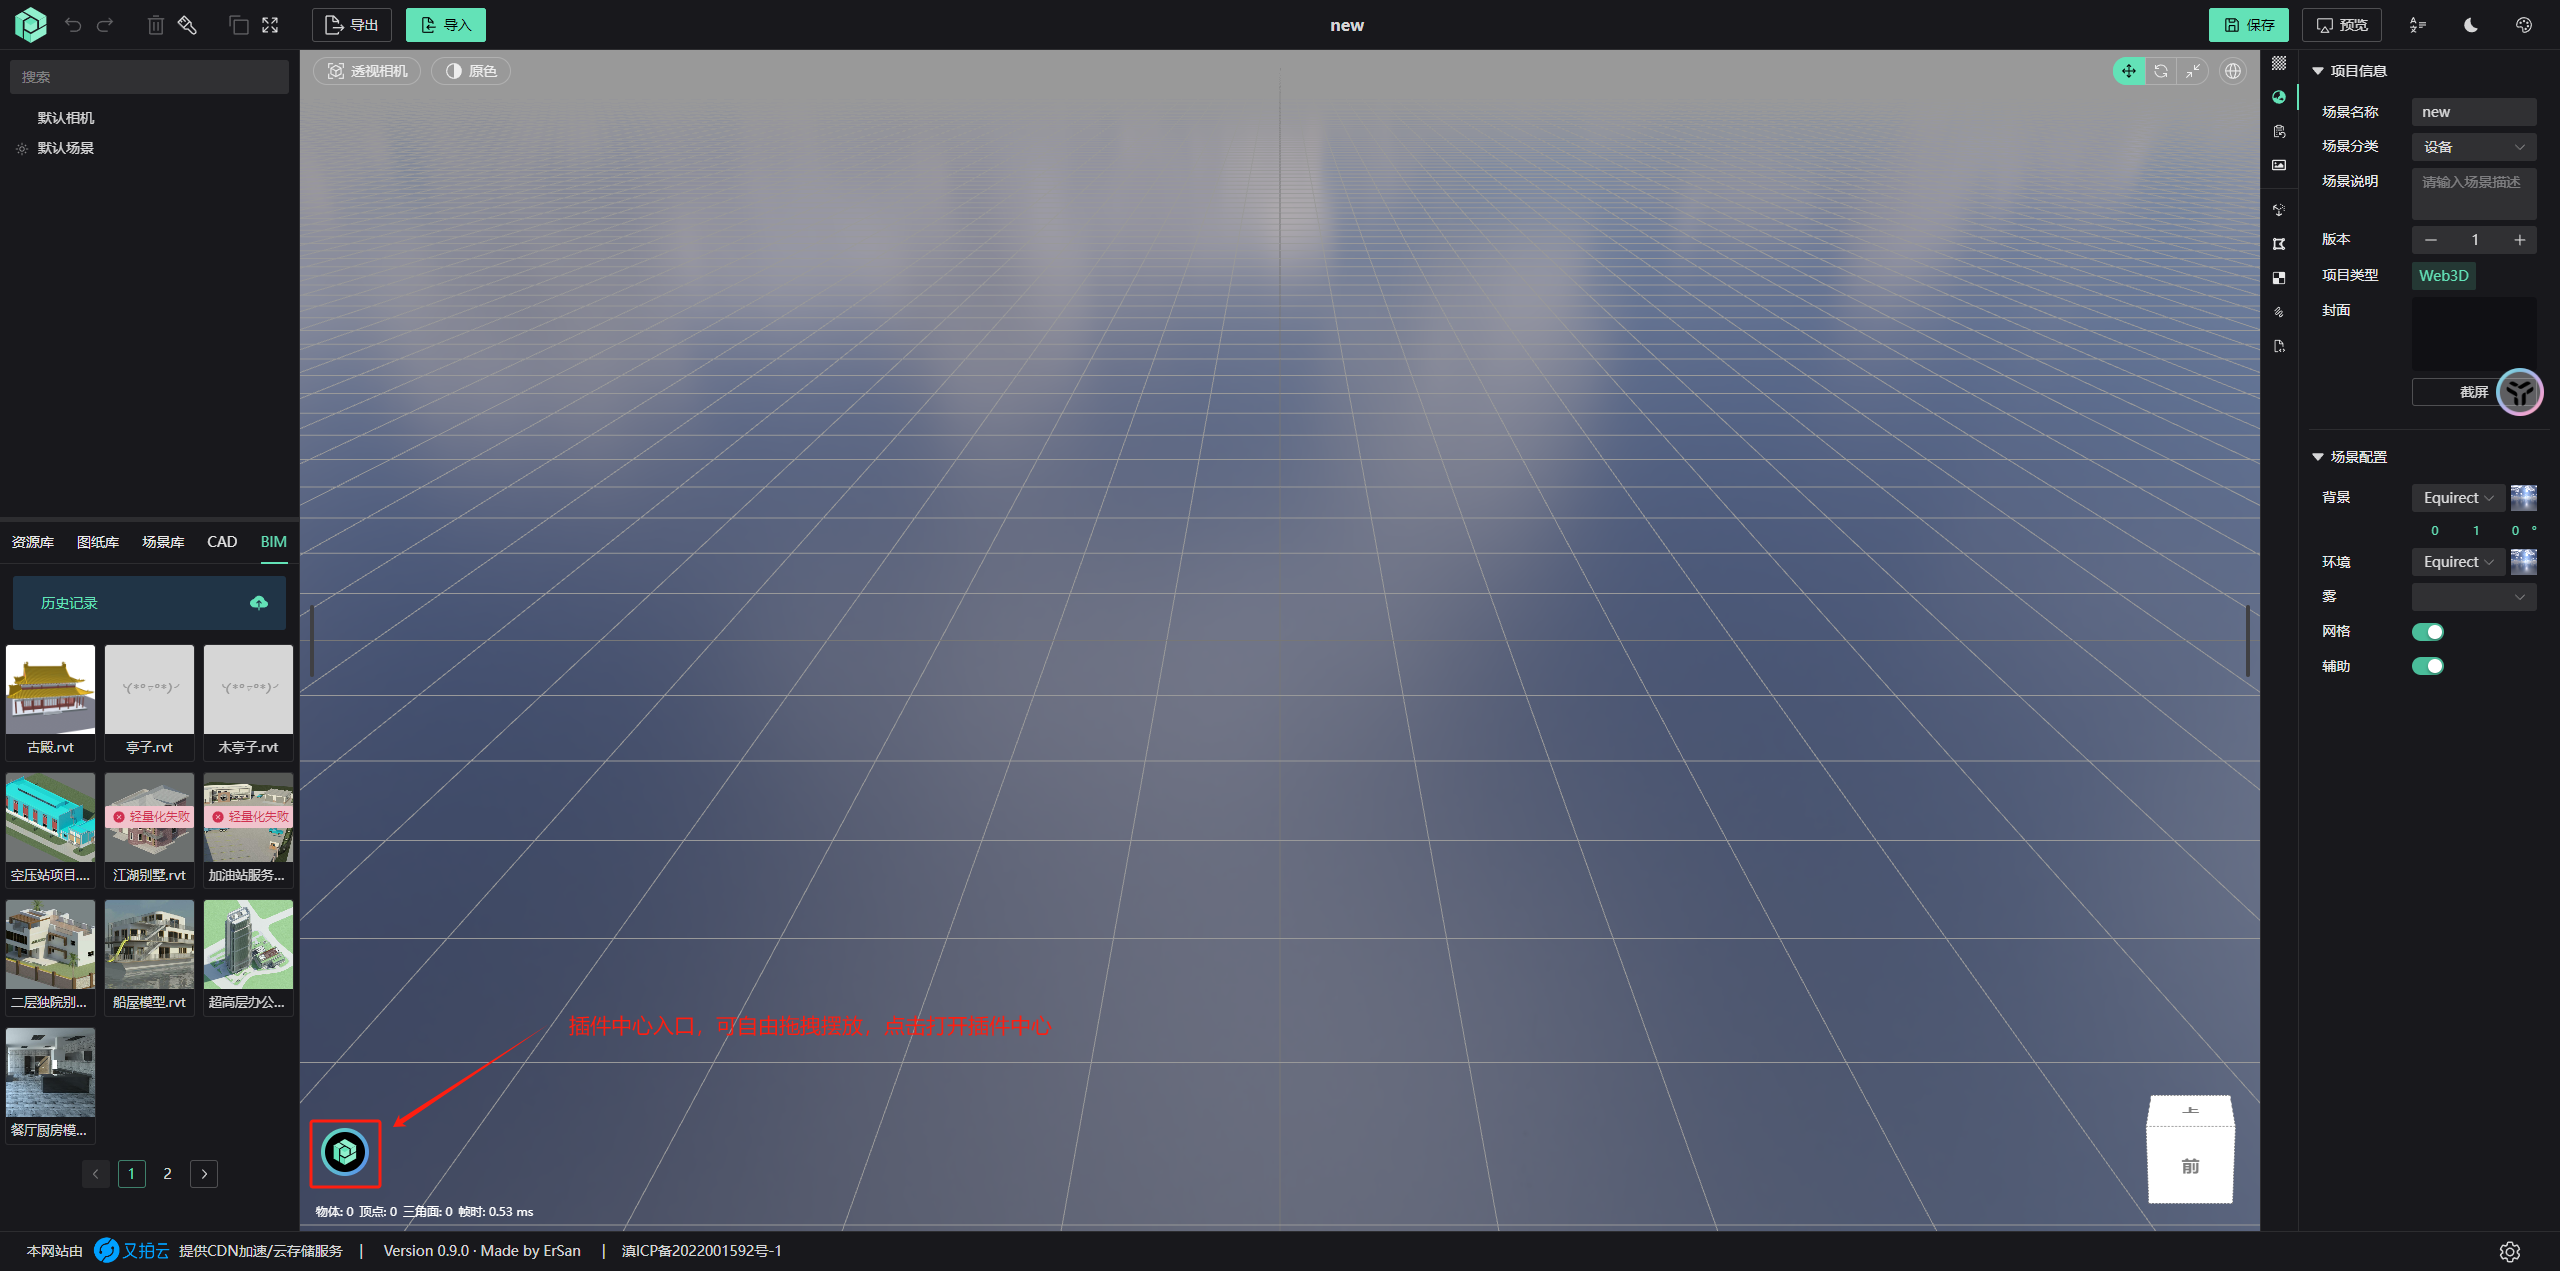 导出
导入
new
保存
预览
搜索
默认相机
默认场景
透视相机
原色
项目信息
场景名称
new
场景分类
设备
场景说明
请输入场景描述
版本
1
项目类型
Web3D
封面
截屏
场景配置
背景
Equirect
0 1 0 °
环境
Equirect
雾
网格
辅助
资源库 图纸库 场景库 CAD BIM
历史记录
古殿.rvt
亭子.rvt
木亭子.rvt
轻量化失败
轻量化失败
空压站项目....
江湖别墅.rvt
加油站服务...
二层独院别...
船屋模型.rvt
超高层办公...
餐厅厨房模...
1 2
插件中心入口，可自由拖拽摆放，点击打开插件中心
上
前
物体: 0 顶点: 0 三角面: 0 帧时: 0.53 ms
本网站由 又拍云 提供CDN加速/云存储服务 | Version 0.9.0 · Made by ErSan | 滇ICP备2022001592号-1